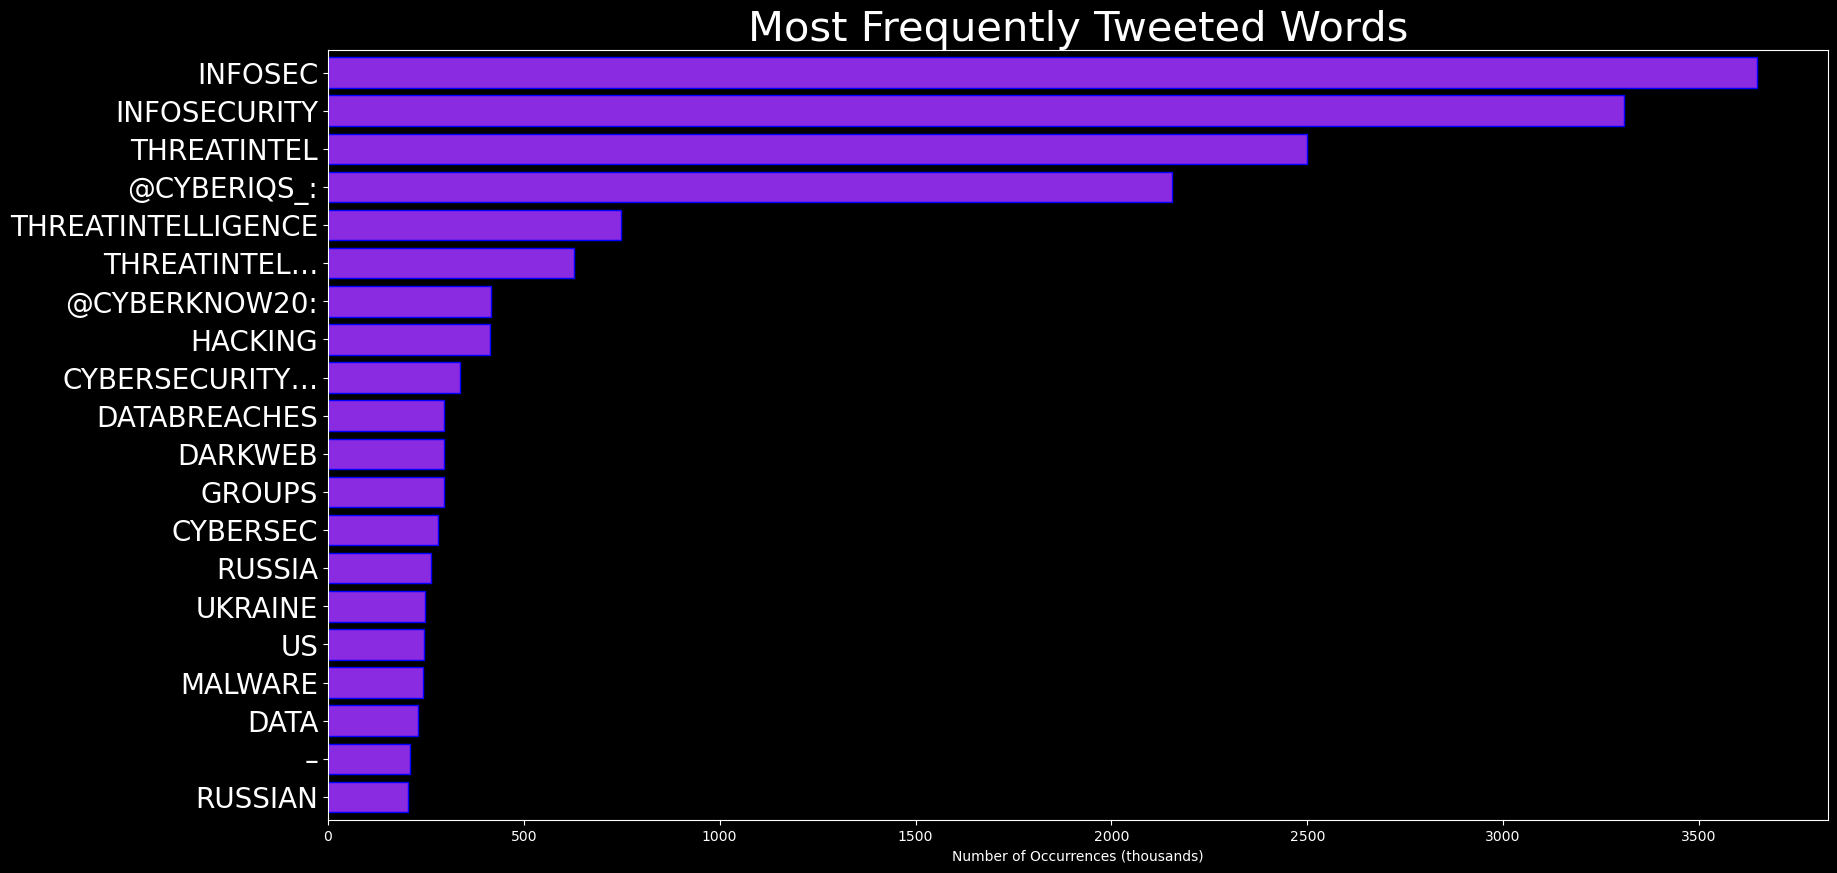 Most Frequently Tweeted Words
INFOSEC
INFOSECURITY
THREATINTEL
@CYBERIQS_:
THREATINTELLIGENCE
THREATINTEL…
@CYBERKNOW20:
HACKING
CYBERSECURITY…
DATABREACHES
DARKWEB
GROUPS
CYBERSEC
RUSSIA
UKRAINE
US
MALWARE
DATA
–
RUSSIAN
0 500 1000 1500 2000 2500 3000 3500
Number of Occurrences (thousands)